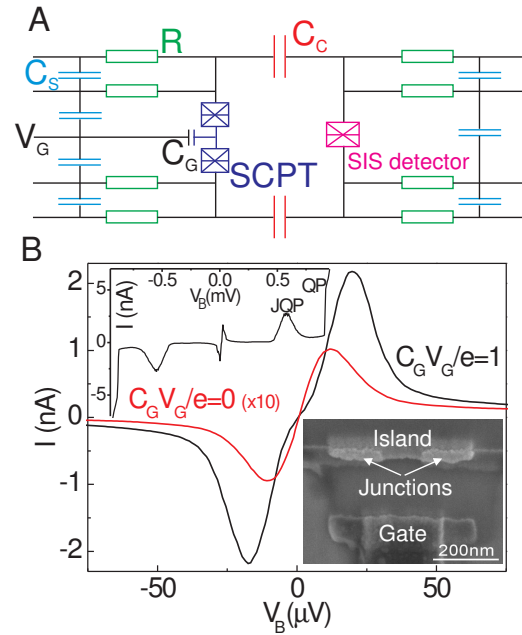 A
R
C_C
C_S
V_G
C_G
SCPT
SIS detector
B
2
1
0
-1
-2
I (nA)
-50
0
50
V_B(μV)
-0.5
0.0
0.5
V_B(mV)
5
0
-5
I (nA)
QP
JQP
C_GV_G/e=1
C_GV_G/e=0 (x10)
Island
Junctions
Gate
200nm